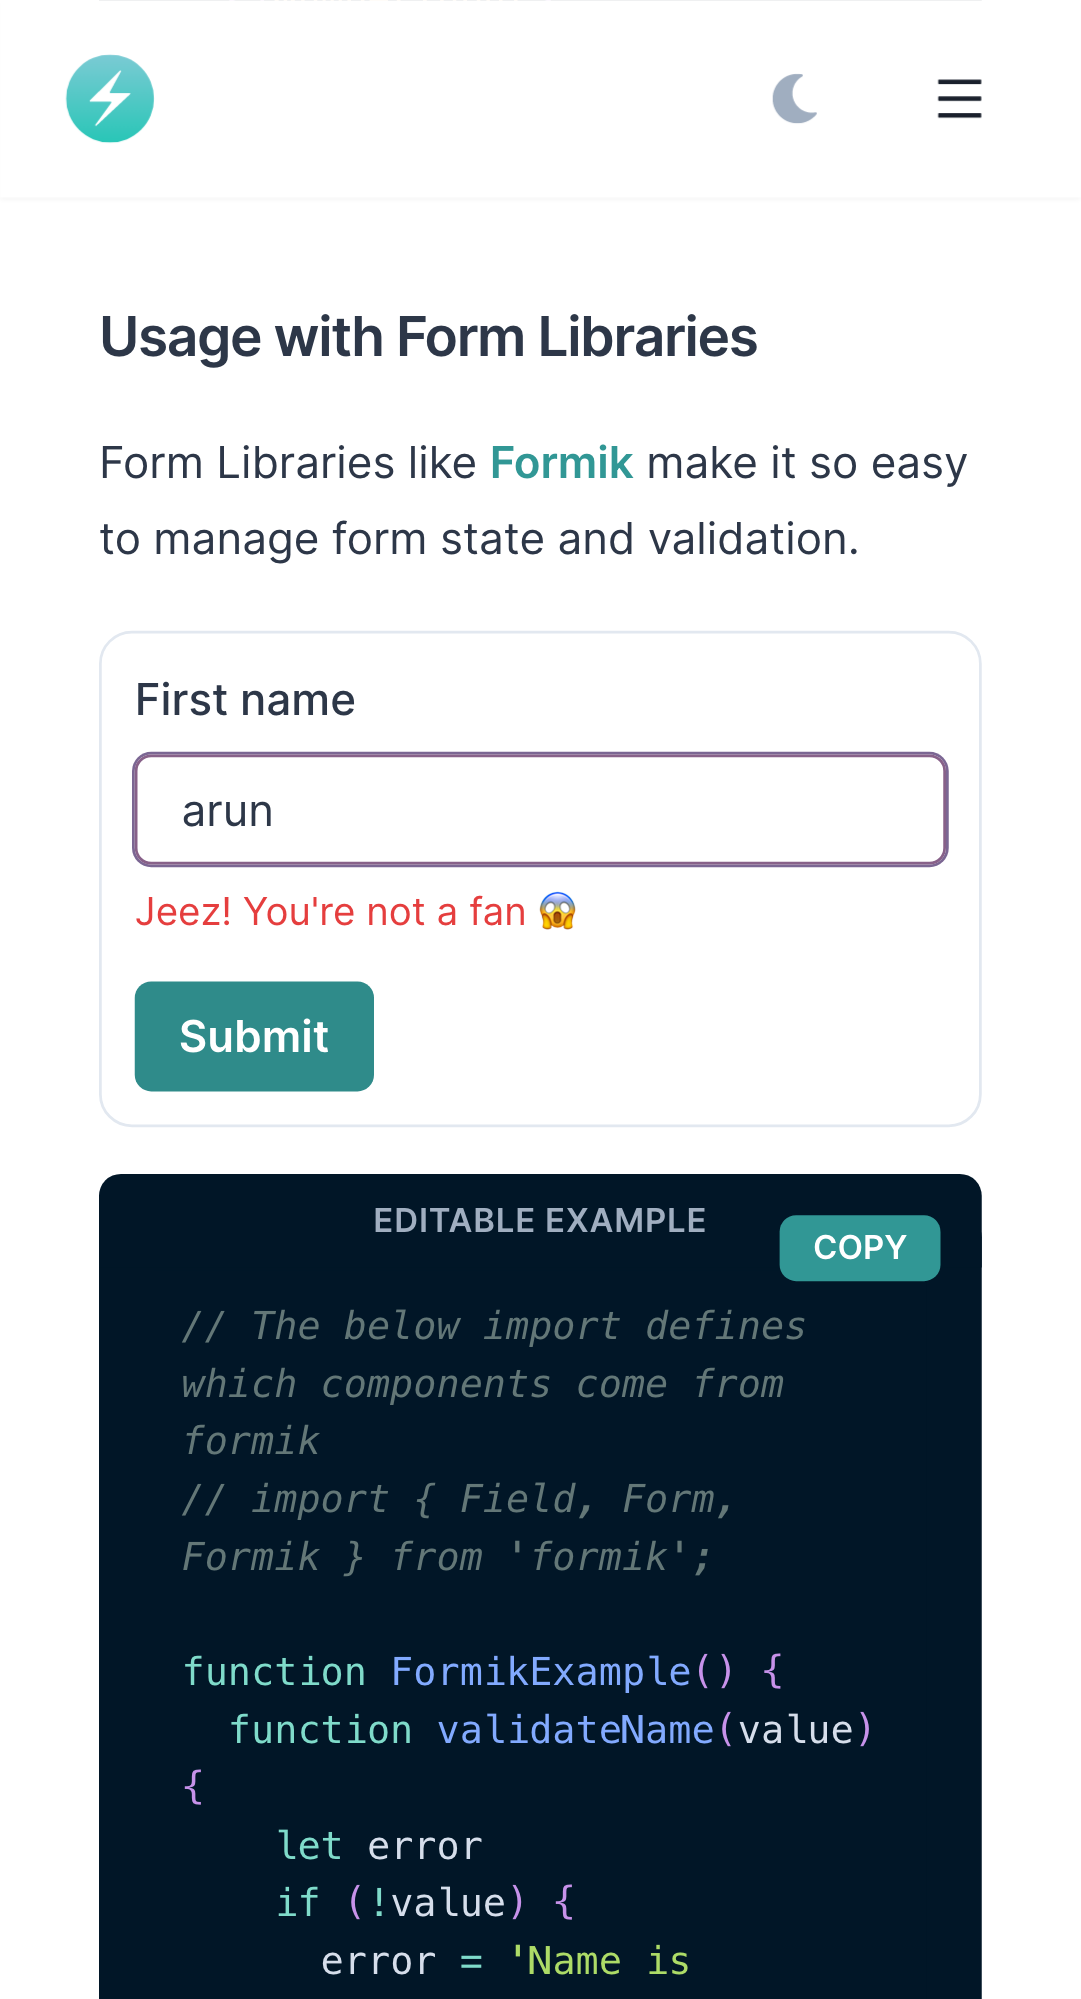 Usage with Form Libraries
Form Libraries like Formik make it so easy
to manage form state and validation.
First name
arun
Jeez! You're not a fan 😱
Submit
EDITABLE EXAMPLE
COPY
// The below import defines
which components come from
formik
// import { Field, Form,
Formik } from 'formik';
function FormikExample() {
function validateName(value)
{
let error
if (!value) {
error = 'Name is